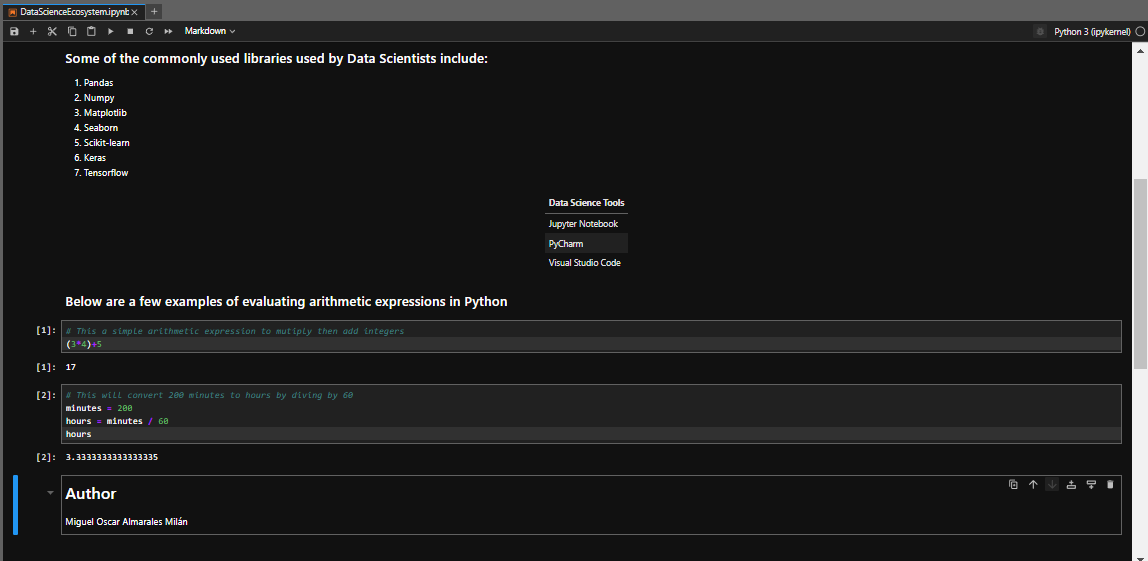 DataScienceEcosystem.ipynb
Markdown
Python 3 (ipykernel)
Some of the commonly used libraries used by Data Scientists include:
1. Pandas
2. Numpy
3. Matplotlib
4. Seaborn
5. Scikit-learn
6. Keras
7. Tensorflow
Data Science Tools
Jupyter Notebook
PyCharm
Visual Studio Code
Below are a few examples of evaluating arithmetic expressions in Python
[1]: # This a simple arithmetic expression to mutiply then add integers
(3*4)+5
[1]: 17
[2]: # This will convert 200 minutes to hours by diving by 60
minutes = 200
hours = minutes / 60
hours
[2]: 3.3333333333333335
Author
Miguel Oscar Almarales Milán